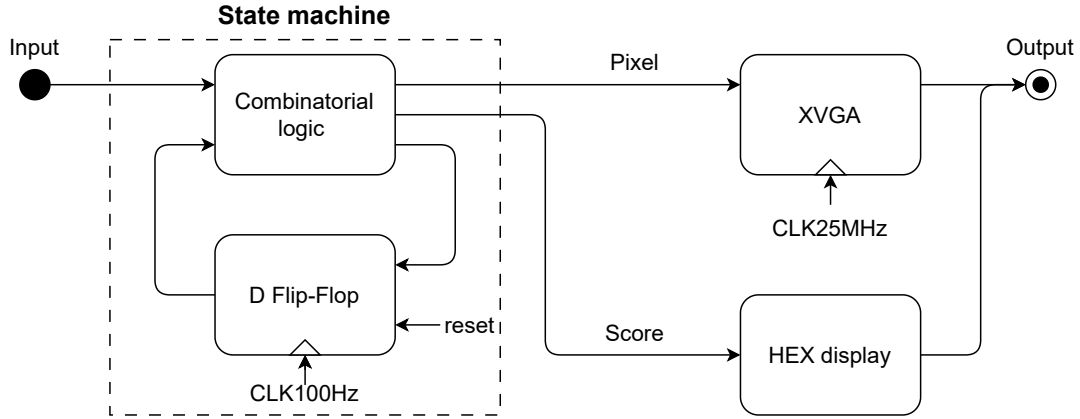 State machine
Input
Pixel
Output
Combinatorial
logic
XVGA
CLK25MHz
D Flip-Flop
reset
CLK100Hz
Score
HEX display